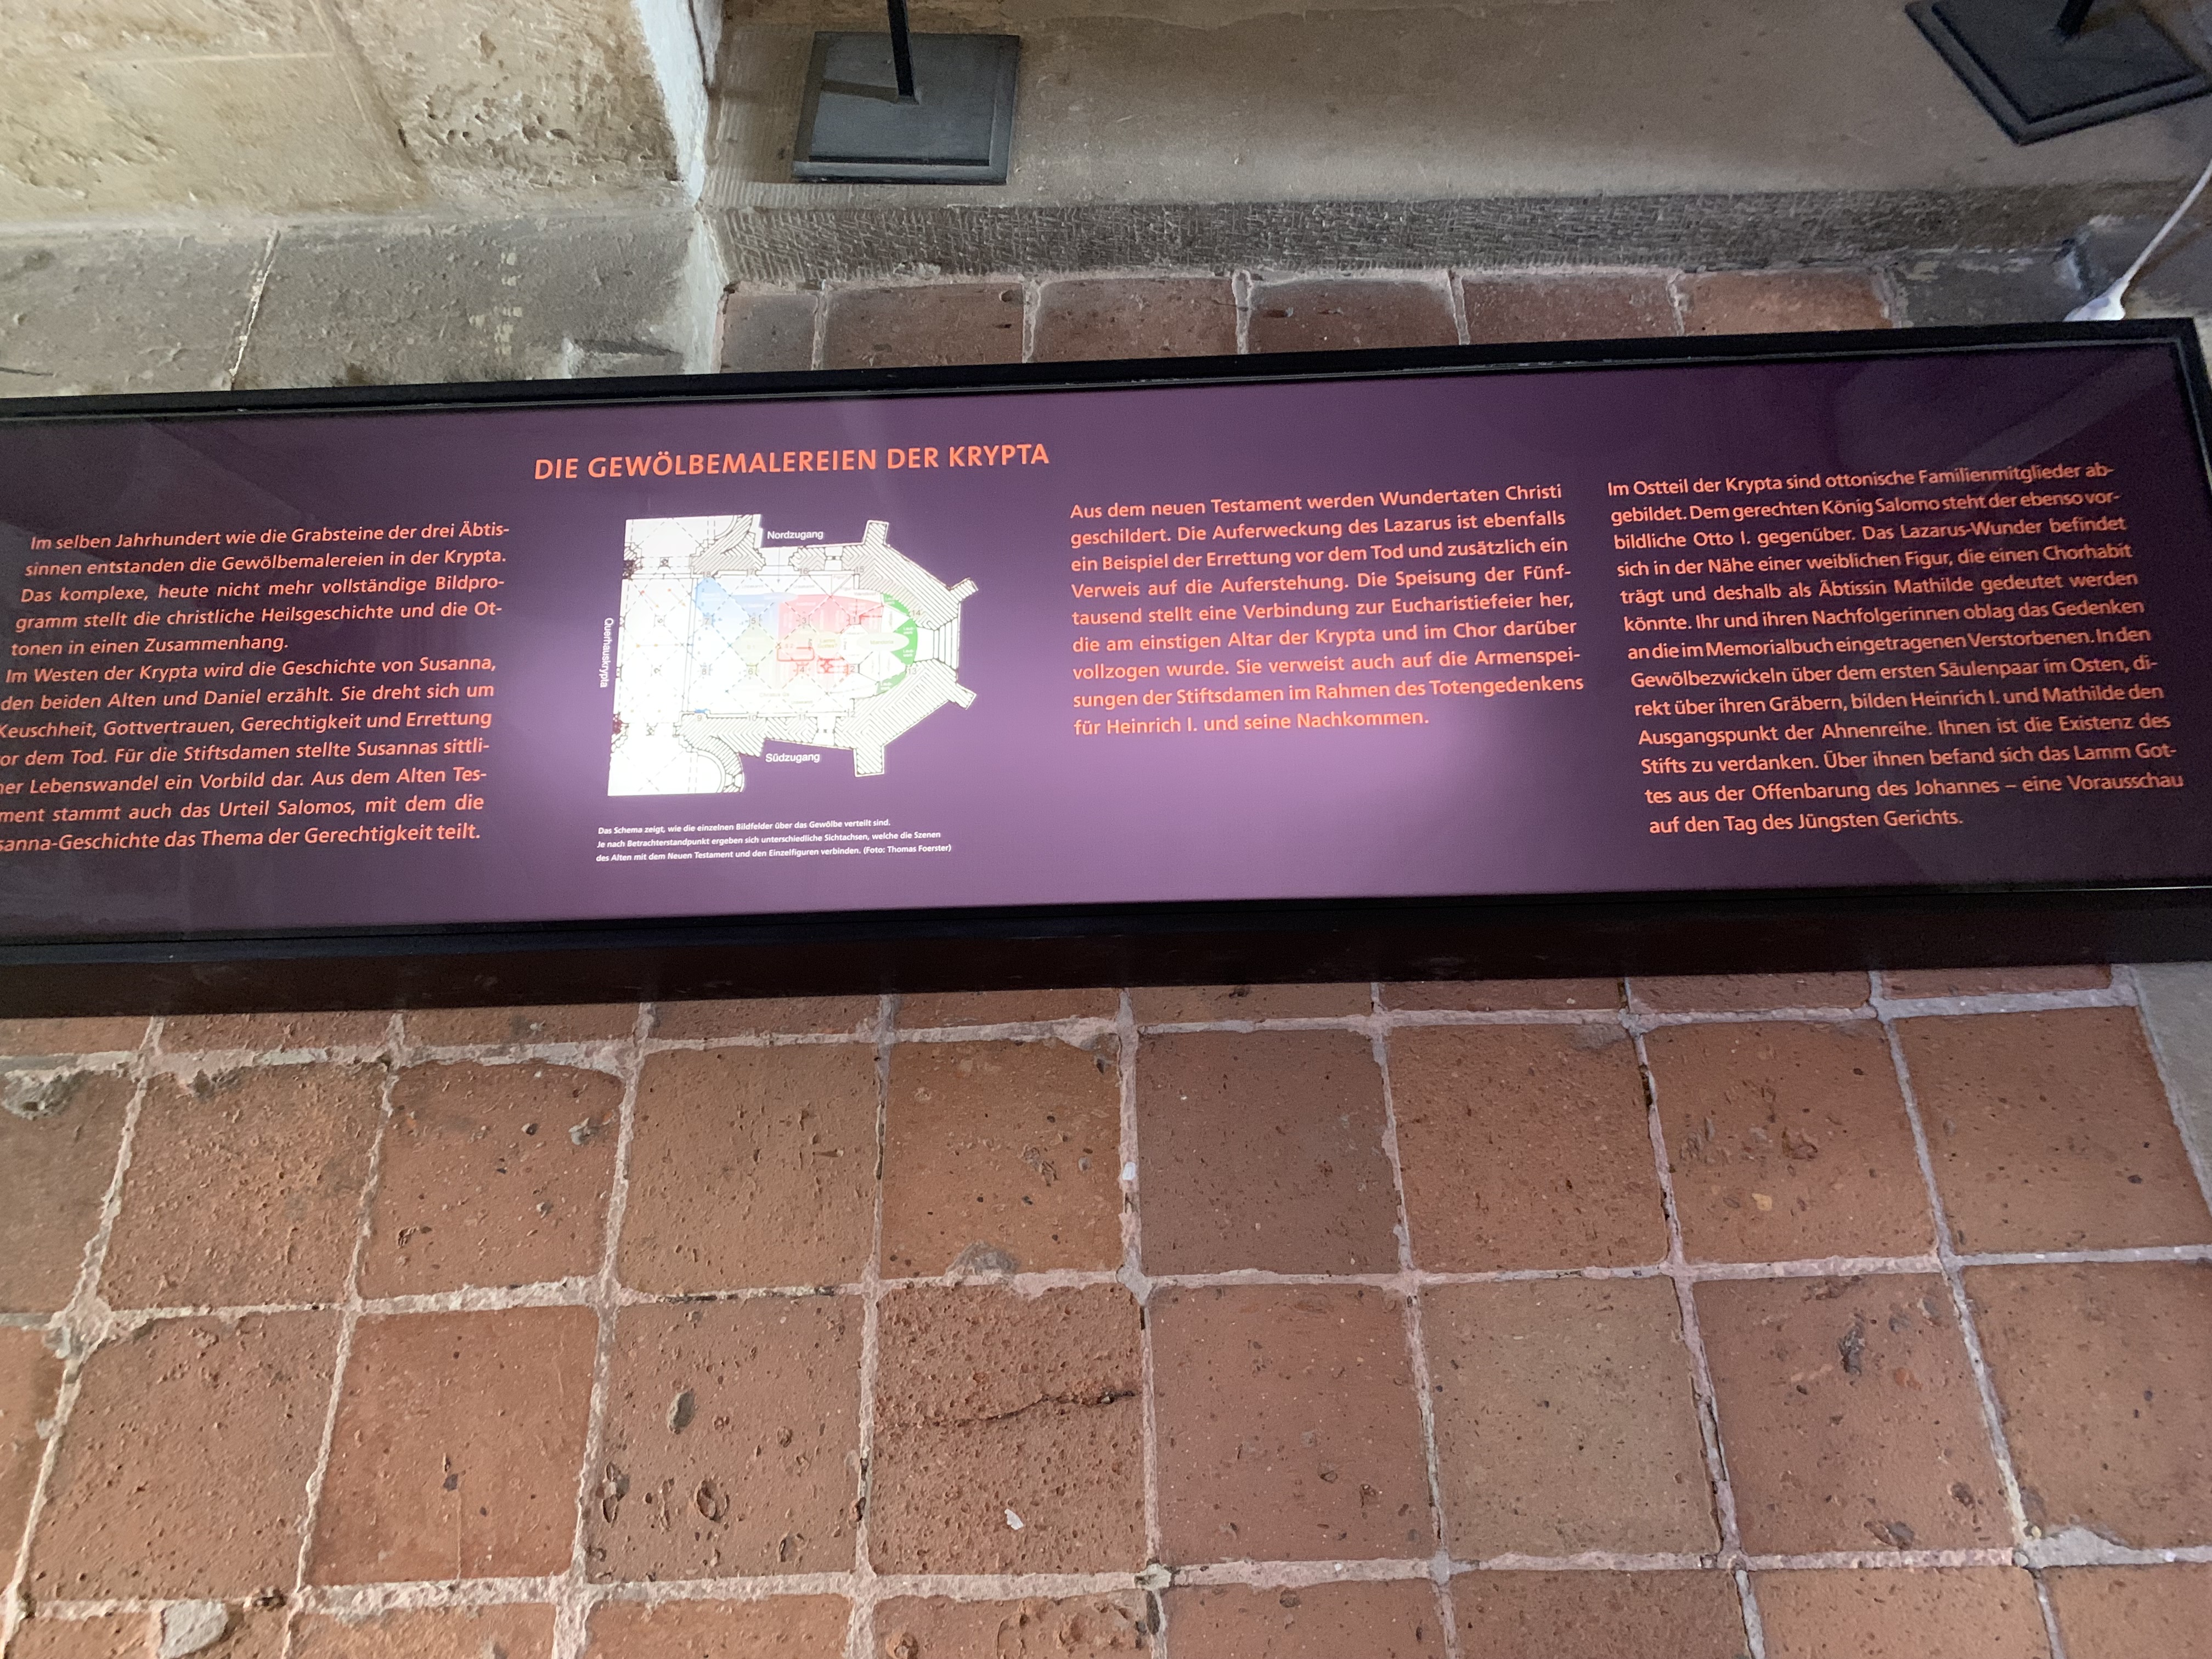 DIE GEWÖLBEMALEREIEN DER KRYPTA
Im selben Jahrhundert wie die Grabsteine der drei Äbtis-
sinnen entstanden die Gewölbemalereien in der Krypta.
Das komplexe, heute nicht mehr vollständige Bildpro-
gramm stellt die christliche Heilsgeschichte und die Ot-
tonen in einen Zusammenhang.
Im Westen der Krypta wird die Geschichte von Susanna,
den beiden Alten und Daniel erzählt. Sie dreht sich um
Keuschheit, Gottvertrauen, Gerechtigkeit und Errettung
or dem Tod. Für die Stiftsdamen stellte Susannas sittli-
her Lebenswandel ein Vorbild dar. Aus dem Alten Tes-
ment stammt auch das Urteil Salomos, mit dem die
sanna-Geschichte das Thema der Gerechtigkeit teilt.
Nordzugang
Querhauskrypta
Südzugang
Das Schema zeigt, wie die einzelnen Bildfelder über das Gewölbe verteilt sind.
Je nach Betrachterstandpunkt ergeben sich unterschiedliche Sichtachsen, welche die Szenen
des Alten mit dem Neuen Testament und den Einzelfiguren verbinden. (Foto: Thomas Foerster)
Aus dem neuen Testament werden Wundertaten Christi
geschildert. Die Auferweckung des Lazarus ist ebenfalls
ein Beispiel der Errettung vor dem Tod und zusätzlich ein
Verweis auf die Auferstehung. Die Speisung der Fünf-
tausend stellt eine Verbindung zur Eucharistiefeier her,
die am einstigen Altar der Krypta und im Chor darüber
vollzogen wurde. Sie verweist auch auf die Armenspei-
sungen der Stiftsdamen im Rahmen des Totengedenkens
für Heinrich I. und seine Nachkommen.
Im Ostteil der Krypta sind ottonische Familienmitglieder ab-
gebildet. Dem gerechten König Salomo steht der ebenso vor-
bildliche Otto I. gegenüber. Das Lazarus-Wunder befindet
sich in der Nähe einer weiblichen Figur, die einen Chorhabit
trägt und deshalb als Äbtissin Mathilde gedeutet werden
könnte. Ihr und ihren Nachfolgerinnen oblag das Gedenken
an die im Memorialbuch eingetragenen Verstorbenen. In den
Gewölbezwickeln über dem ersten Säulenpaar im Osten, di-
rekt über ihren Gräbern, bilden Heinrich I. und Mathilde den
Ausgangspunkt der Ahnenreihe. Ihnen ist die Existenz des
Stifts zu verdanken. Über ihnen befand sich das Lamm Got-
tes aus der Offenbarung des Johannes – eine Vorausschau
auf den Tag des Jüngsten Gerichts.